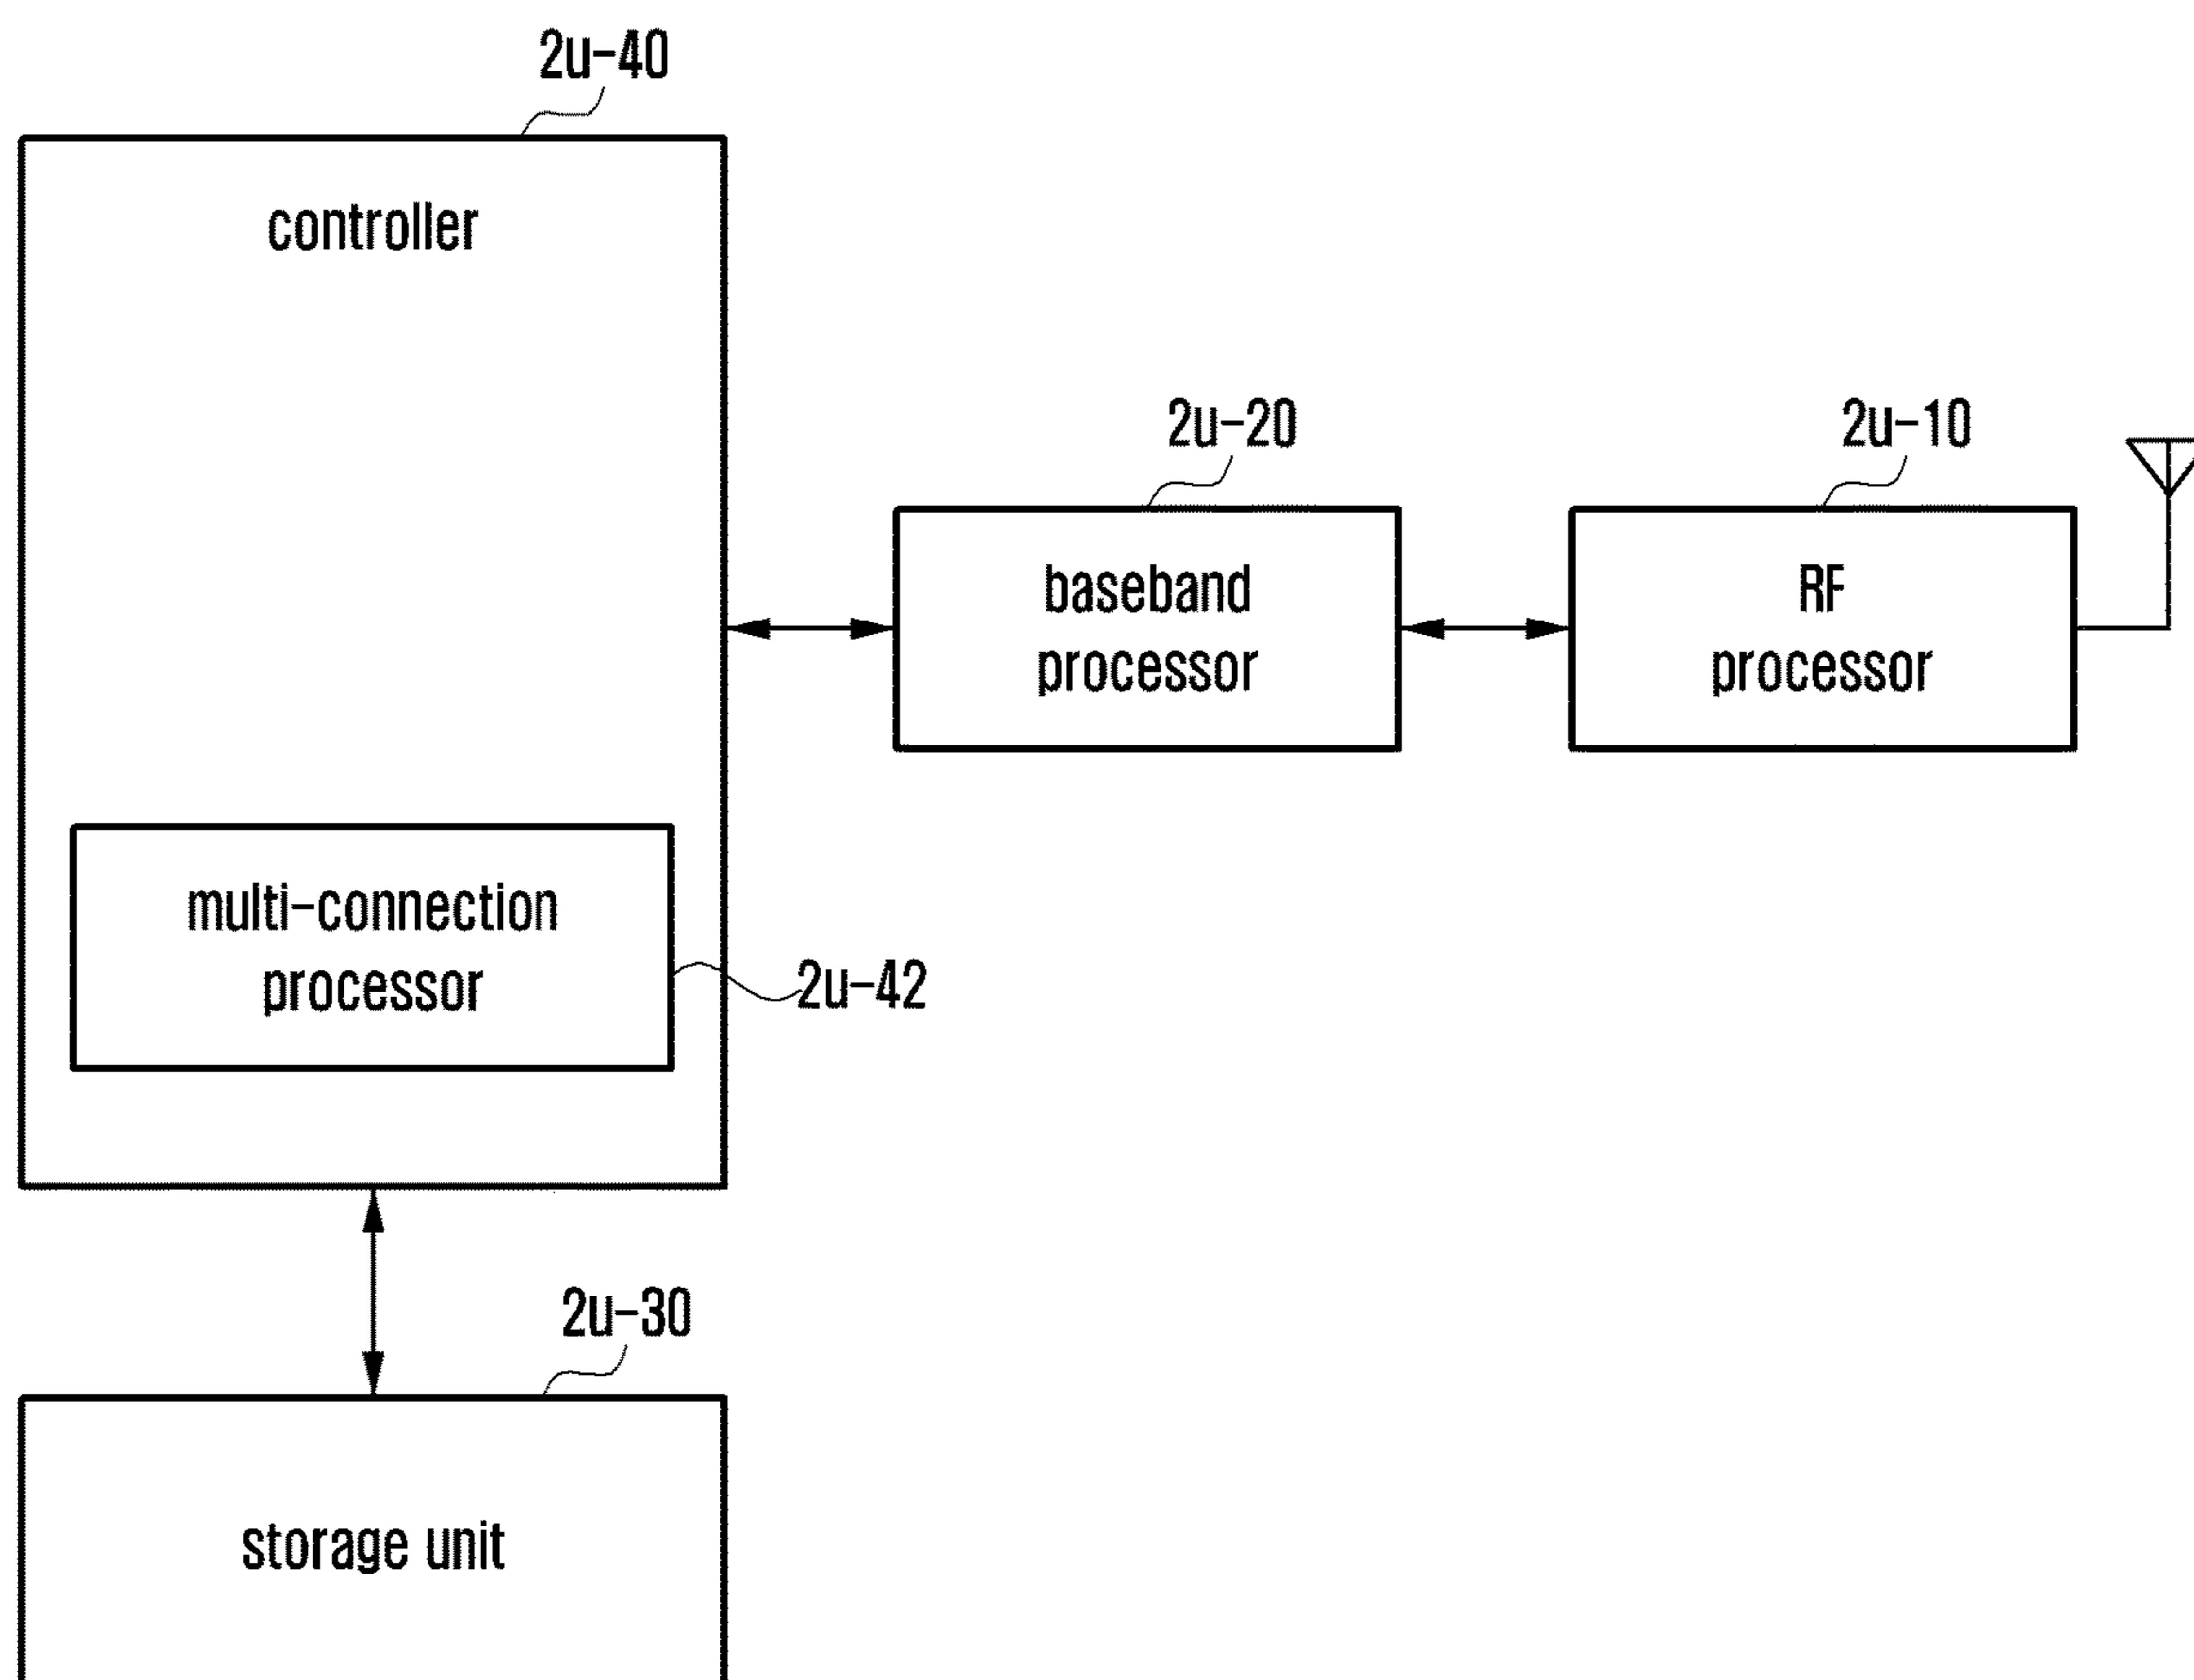 2u-40
controller
2u-20
2u-10
baseband
processor
RF
processor
multi-connection
processor
2u-42
2u-30
storage unit